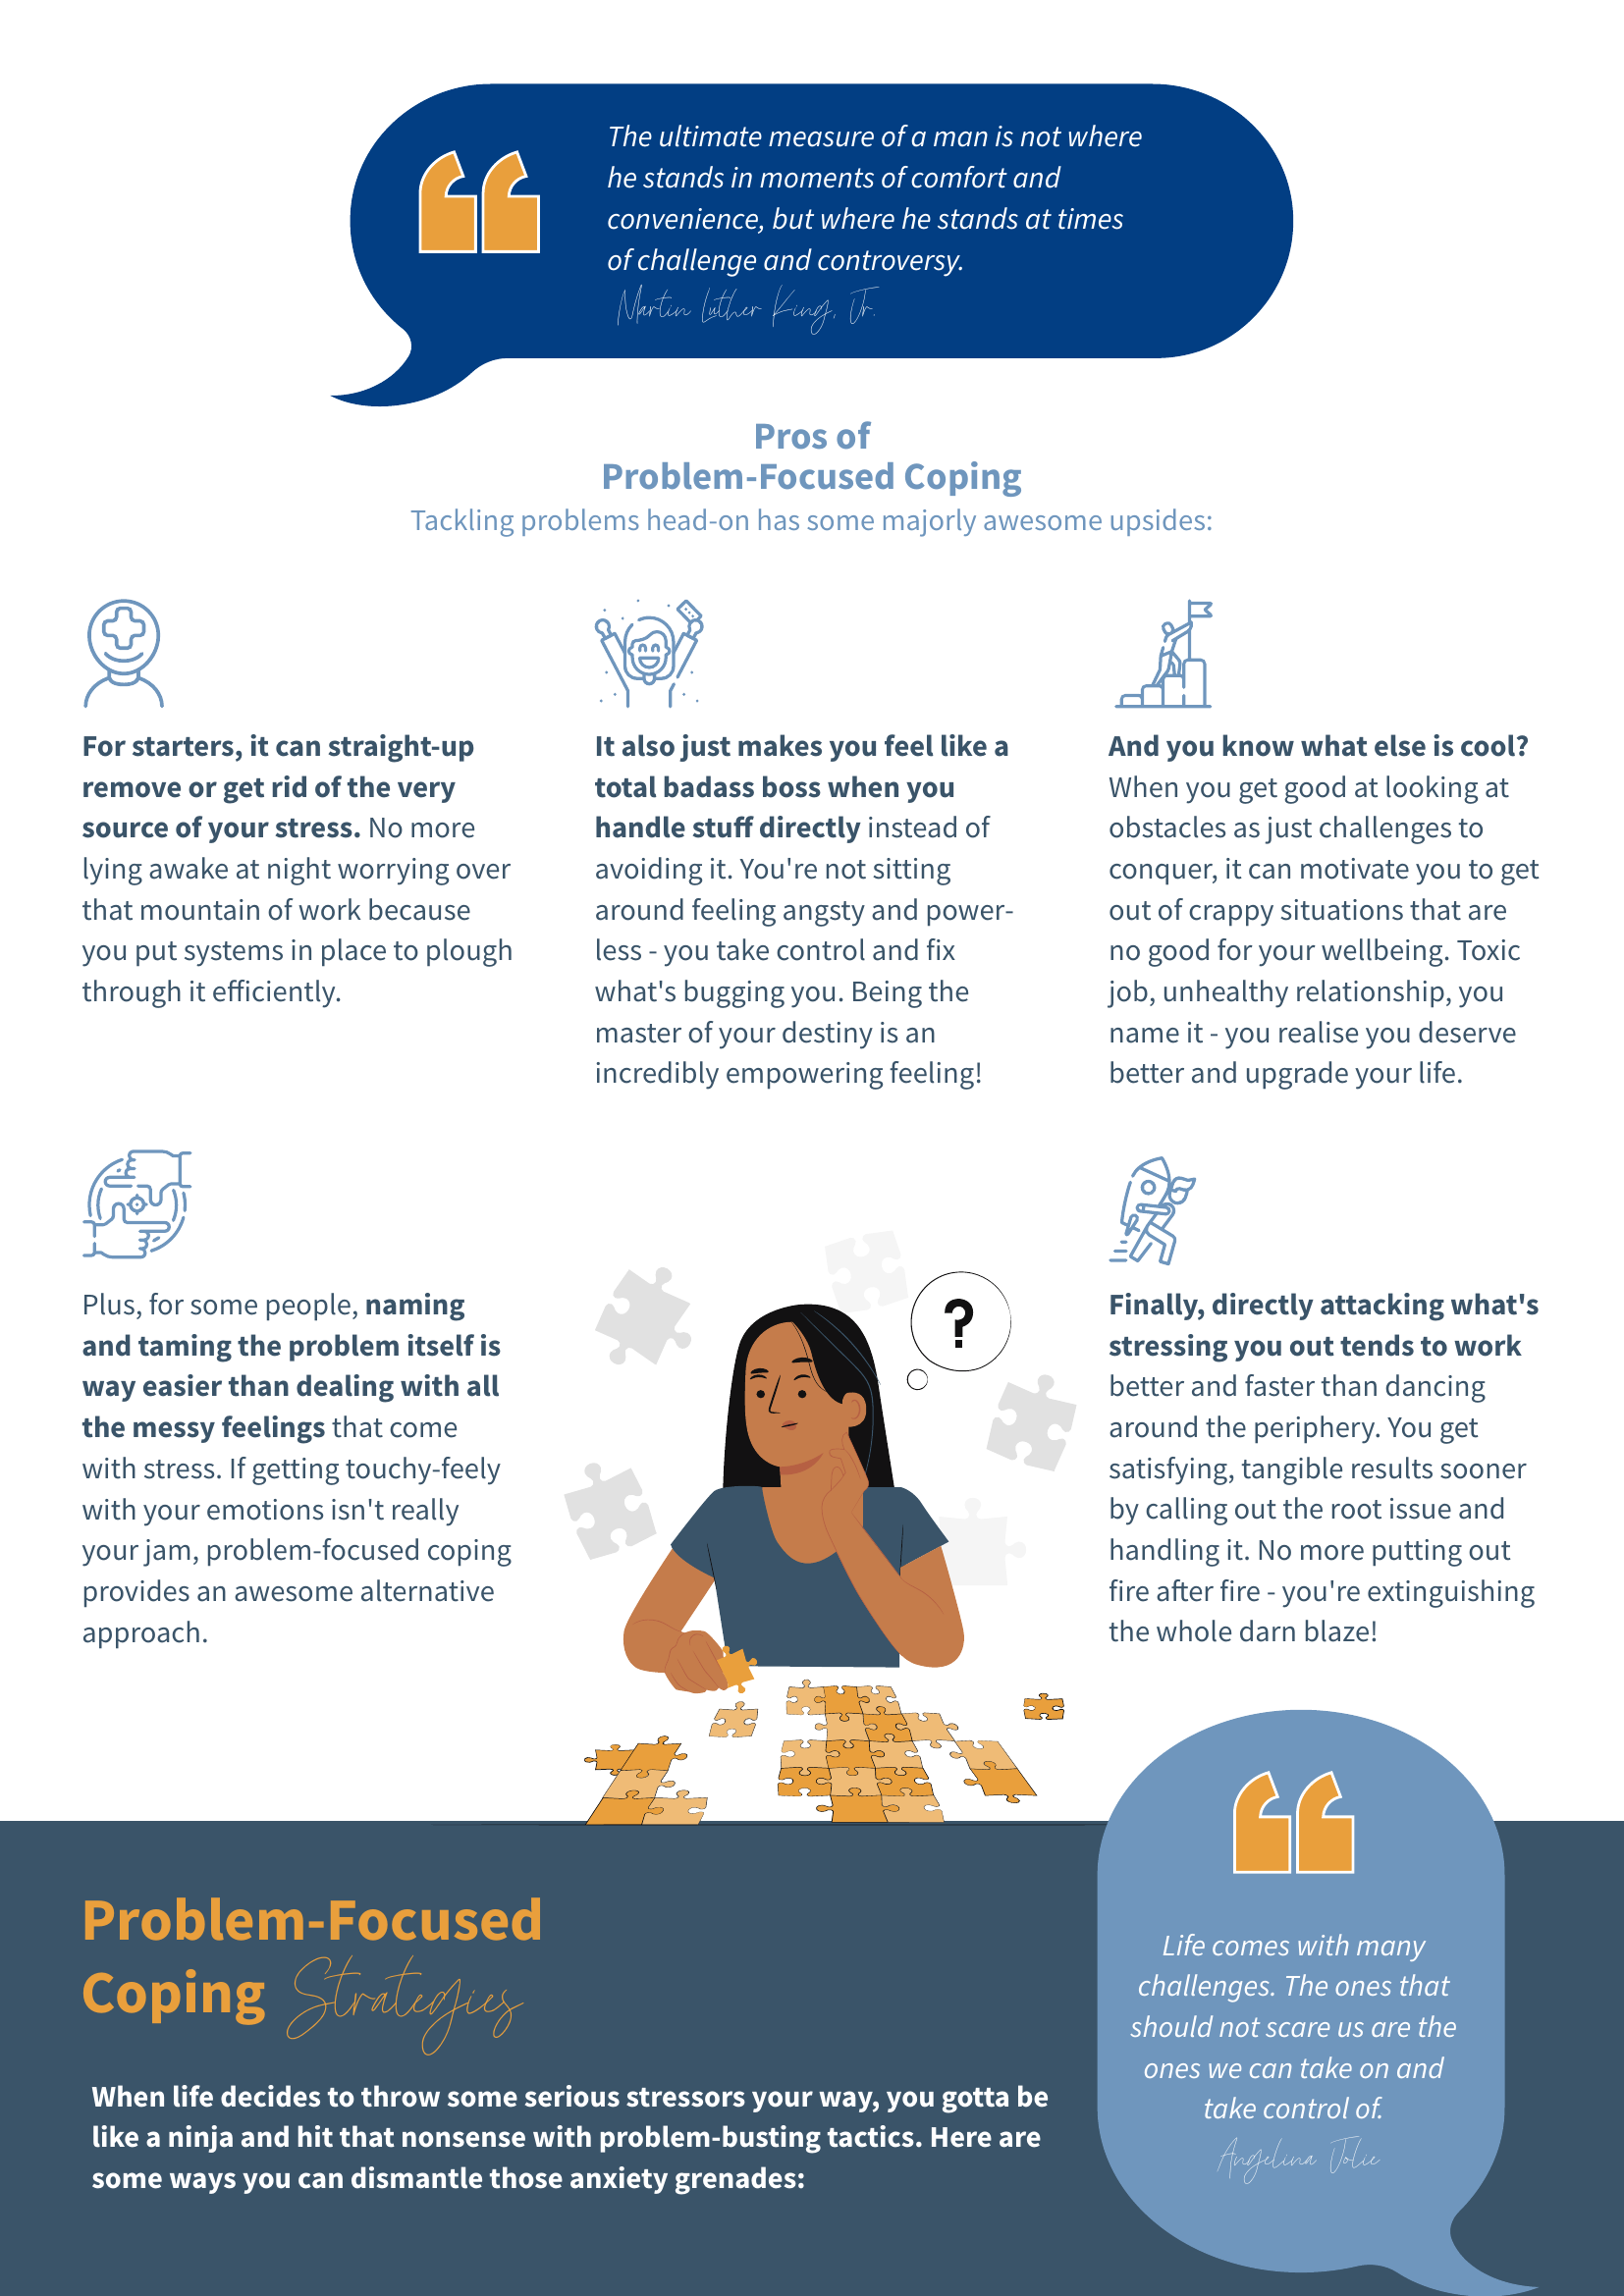 The ultimate measure of a man is not where
he stands in moments of comfort and
convenience, but where he stands at times
of challenge and controversy.
Martin Luther King, Jr.
Pros of
Problem-Focused Coping
Tackling problems head-on has some majorly awesome upsides:
For starters, it can straight-up
remove or get rid of the very
source of your stress. No more
lying awake at night worrying over
that mountain of work because
you put systems in place to plough
through it efficiently.
It also just makes you feel like a
total badass boss when you
handle stuff directly instead of
avoiding it. You're not sitting
around feeling angsty and power-
less - you take control and fix
what's bugging you. Being the
master of your destiny is an
incredibly empowering feeling!
And you know what else is cool?
When you get good at looking at
obstacles as just challenges to
conquer, it can motivate you to get
out of crappy situations that are
no good for your wellbeing. Toxic
job, unhealthy relationship, you
name it - you realise you deserve
better and upgrade your life.
Plus, for some people, naming
and taming the problem itself is
way easier than dealing with all
the messy feelings that come
with stress. If getting touchy-feely
with your emotions isn't really
your jam, problem-focused coping
provides an awesome alternative
approach.
?
Finally, directly attacking what's
stressing you out tends to work
better and faster than dancing
around the periphery. You get
satisfying, tangible results sooner
by calling out the root issue and
handling it. No more putting out
fire after fire - you're extinguishing
the whole darn blaze!
Problem-Focused
Coping Strategies
When life decides to throw some serious stressors your way, you gotta be
like a ninja and hit that nonsense with problem-busting tactics. Here are
some ways you can dismantle those anxiety grenades:
Life comes with many
challenges. The ones that
should not scare us are the
ones we can take on and
take control of.
Angelina Jolie